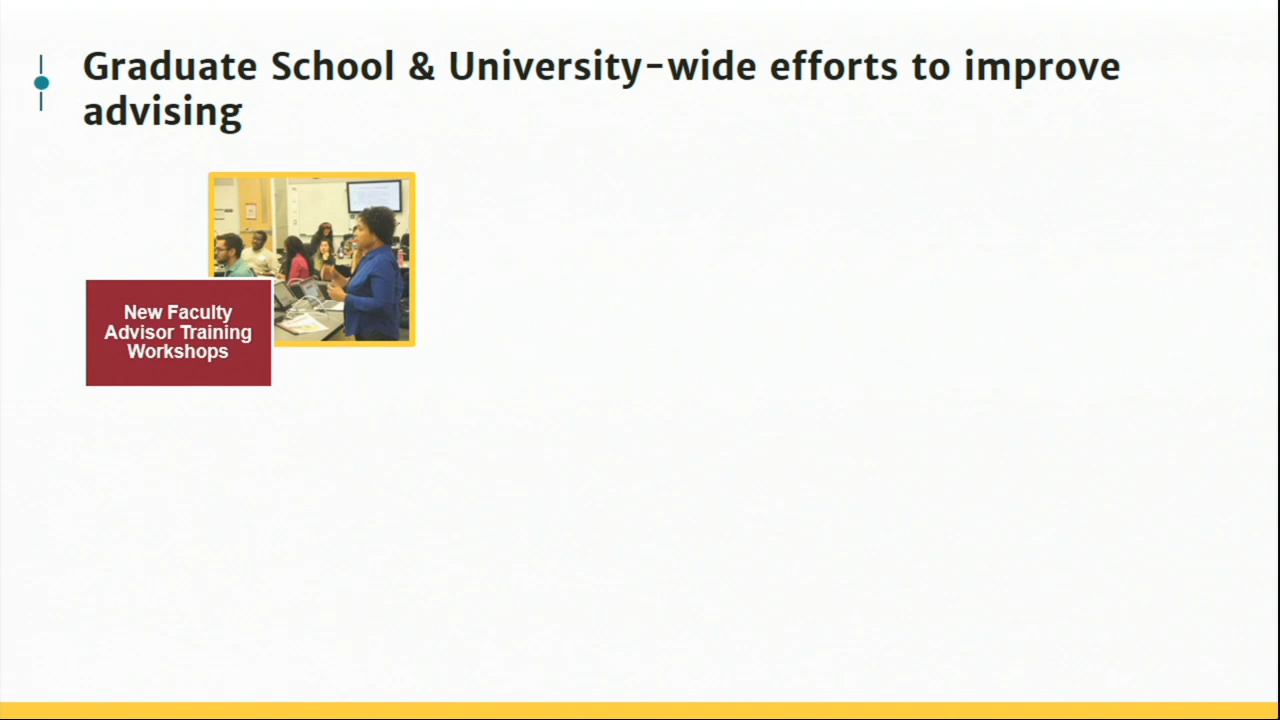 Graduate School & University-wide efforts to improve
advising
New Faculty
Advisor Training
Workshops